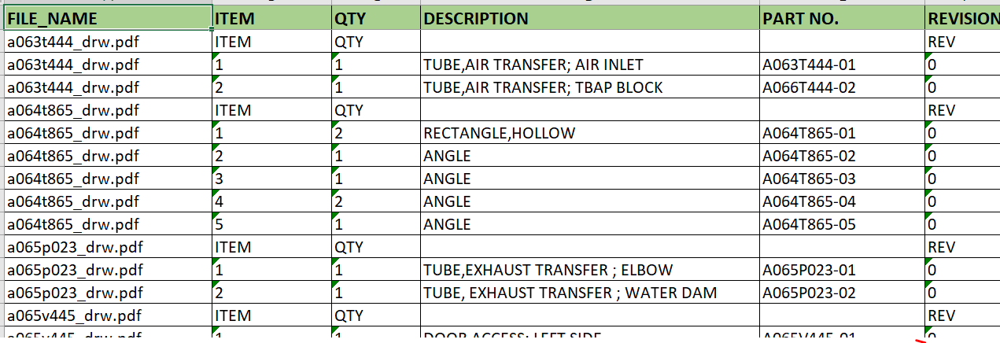 FILE_NAME ITEM QTY DESCRIPTION PART NO. REVISION
a063t444_drw.pdf ITEM QTY REV
a063t444_drw.pdf 1 1 TUBE,AIR TRANSFER; AIR INLET A063T444-01 0
a063t444_drw.pdf 2 1 TUBE,AIR TRANSFER; TBAP BLOCK A066T444-02 0
a064t865_drw.pdf ITEM QTY REV
a064t865_drw.pdf 1 2 RECTANGLE,HOLLOW A064T865-01 0
a064t865_drw.pdf 2 1 ANGLE A064T865-02 0
a064t865_drw.pdf 3 1 ANGLE A064T865-03 0
a064t865_drw.pdf 4 2 ANGLE A064T865-04 0
a064t865_drw.pdf 5 1 ANGLE A064T865-05 0
a065p023_drw.pdf ITEM QTY REV
a065p023_drw.pdf 1 1 TUBE,EXHAUST TRANSFER ; ELBOW A065P023-01 0
a065p023_drw.pdf 2 1 TUBE, EXHAUST TRANSFER ; WATER DAM A065P023-02 0
a065v445_drw.pdf ITEM QTY REV
a065v445_drw.pdf 1 1 DOOR ACCESS; LEFT SIDE A065V445-01 0